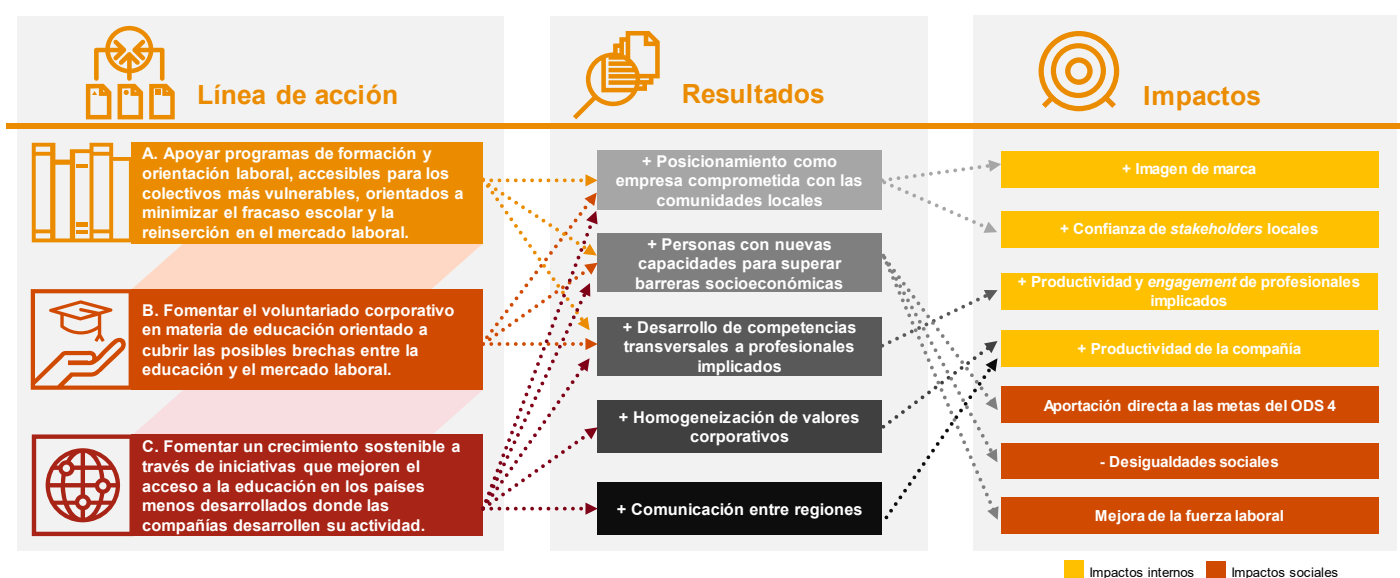 Línea de acción
A. Apoyar programas de formación y
orientación laboral, accesibles para los
colectivos más vulnerables, orientados a
minimizar el fracaso escolar y la
reinserción en el mercado laboral.
B. Fomentar el voluntariado corporativo
en materia de educación orientado a
cubrir las posibles brechas entre la
educación y el mercado laboral.
C. Fomentar un crecimiento sostenible a
través de iniciativas que mejoren el
acceso a la educación en los países
menos desarrollados donde las
compañías desarrollen su actividad.
Resultados
+ Posicionamiento como
empresa comprometida con las
comunidades locales
+ Personas con nuevas
capacidades para superar
barreras socioeconómicas
+ Desarrollo de competencias
transversales a profesionales
implicados
+ Homogeneización de valores
corporativos
+ Comunicación entre regiones
Impactos
+ Imagen de marca
+ Confianza de stakeholders locales
+ Productividad y engagement de profesionales
implicados
+ Productividad de la compañía
Aportación directa a las metas del ODS 4
- Desigualdades sociales
Mejora de la fuerza laboral
Impactos internos
Impactos sociales